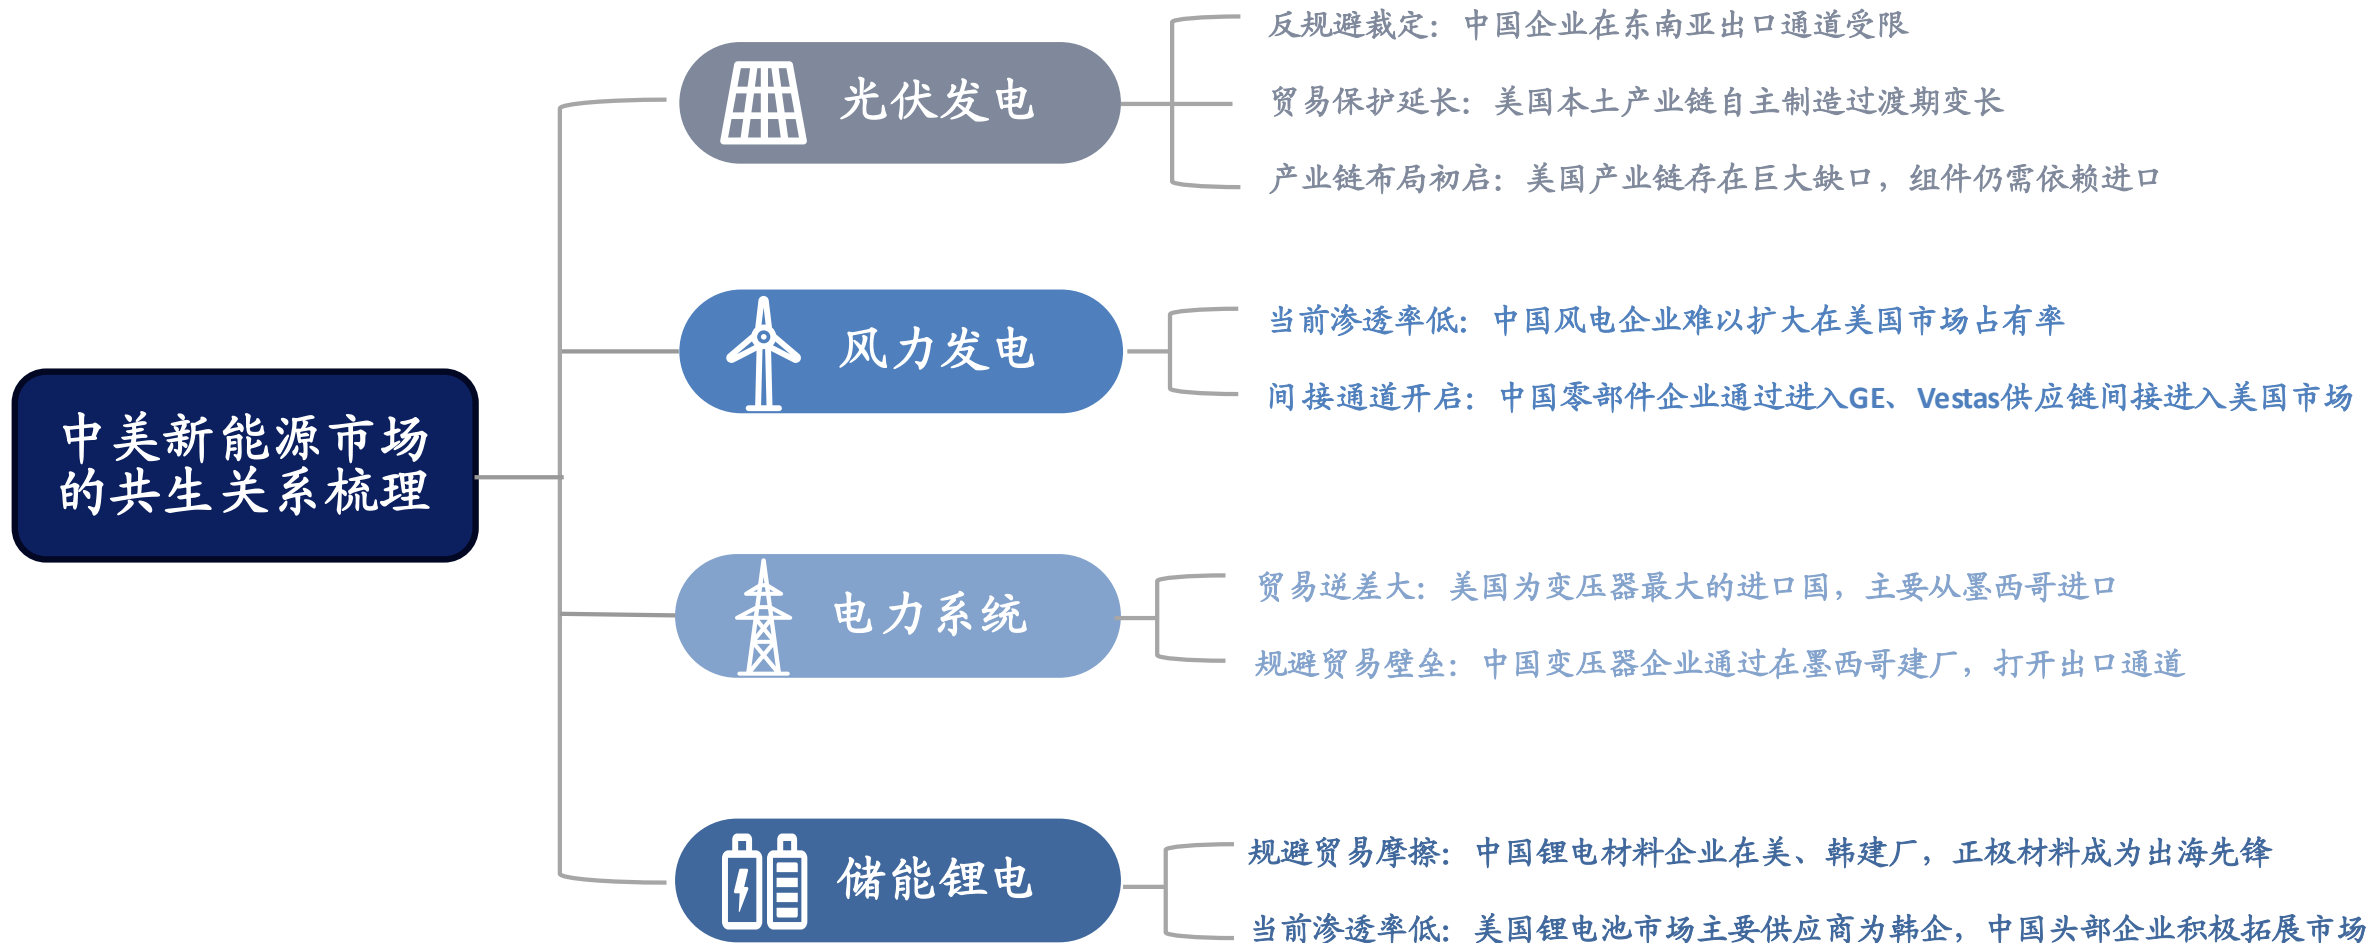 中美新能源市场
的共生关系梳理
光伏发电
反规避裁定：中国企业在东南亚出口通道受限
贸易保护延长：美国本土产业链自主制造过渡期变长
产业链布局初启：美国产业链存在巨大缺口，组件仍需依赖进口
风力发电
当前渗透率低：中国风电企业难以扩大在美国市场占有率
间接通道开启：中国零部件企业通过进入GE、Vestas供应链间接进入美国市场
电力系统
贸易逆差大：美国为变压器最大的进口国，主要从墨西哥进口
规避贸易壁垒：中国变压器企业通过在墨西哥建厂，打开出口通道
储能锂电
规避贸易摩擦：中国锂电材料企业在美、韩建厂，正极材料成为出海先锋
当前渗透率低：美国锂电池市场主要供应商为韩企，中国头部企业积极拓展市场